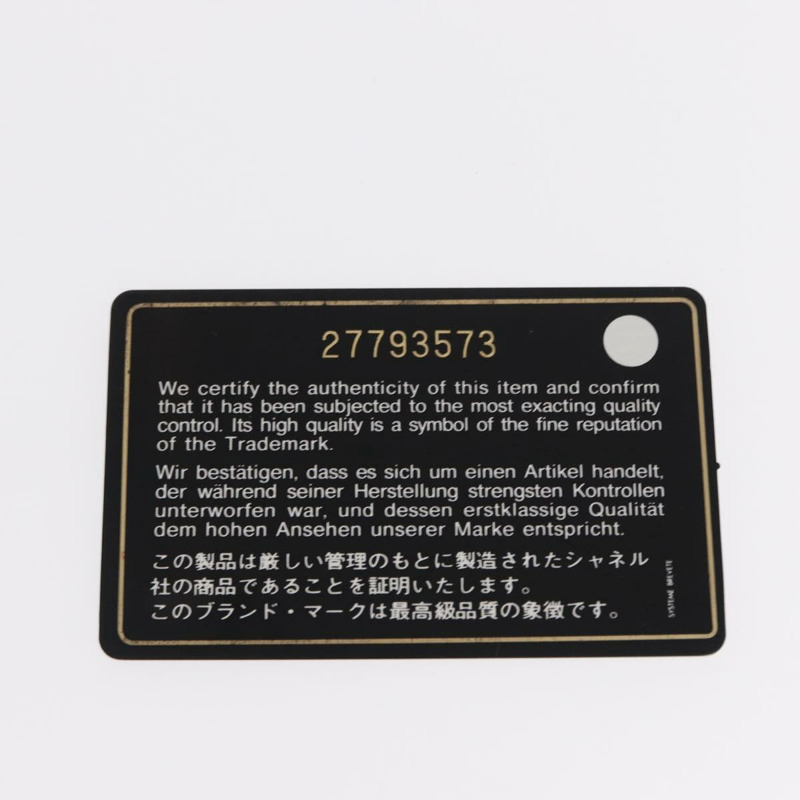 27793573
We certify the authenticity of this item and confirm
that it has been subjected to the most exacting quality
control. Its high quality is a symbol of the fine reputation
of the Trademark.
Wir bestätigen, dass es sich um einen Artikel handelt,
der während seiner Herstellung strengsten Kontrollen
unterworfen war, und dessen erstklassige Qualität
dem hohen Ansehen unserer Marke entspricht.
この製品は厳しい管理のもとに製造されたシャネル
社の商品であることを証明いたします。
このブランド・マークは最高級品質の象徴です。
SYSTEME BREVETE